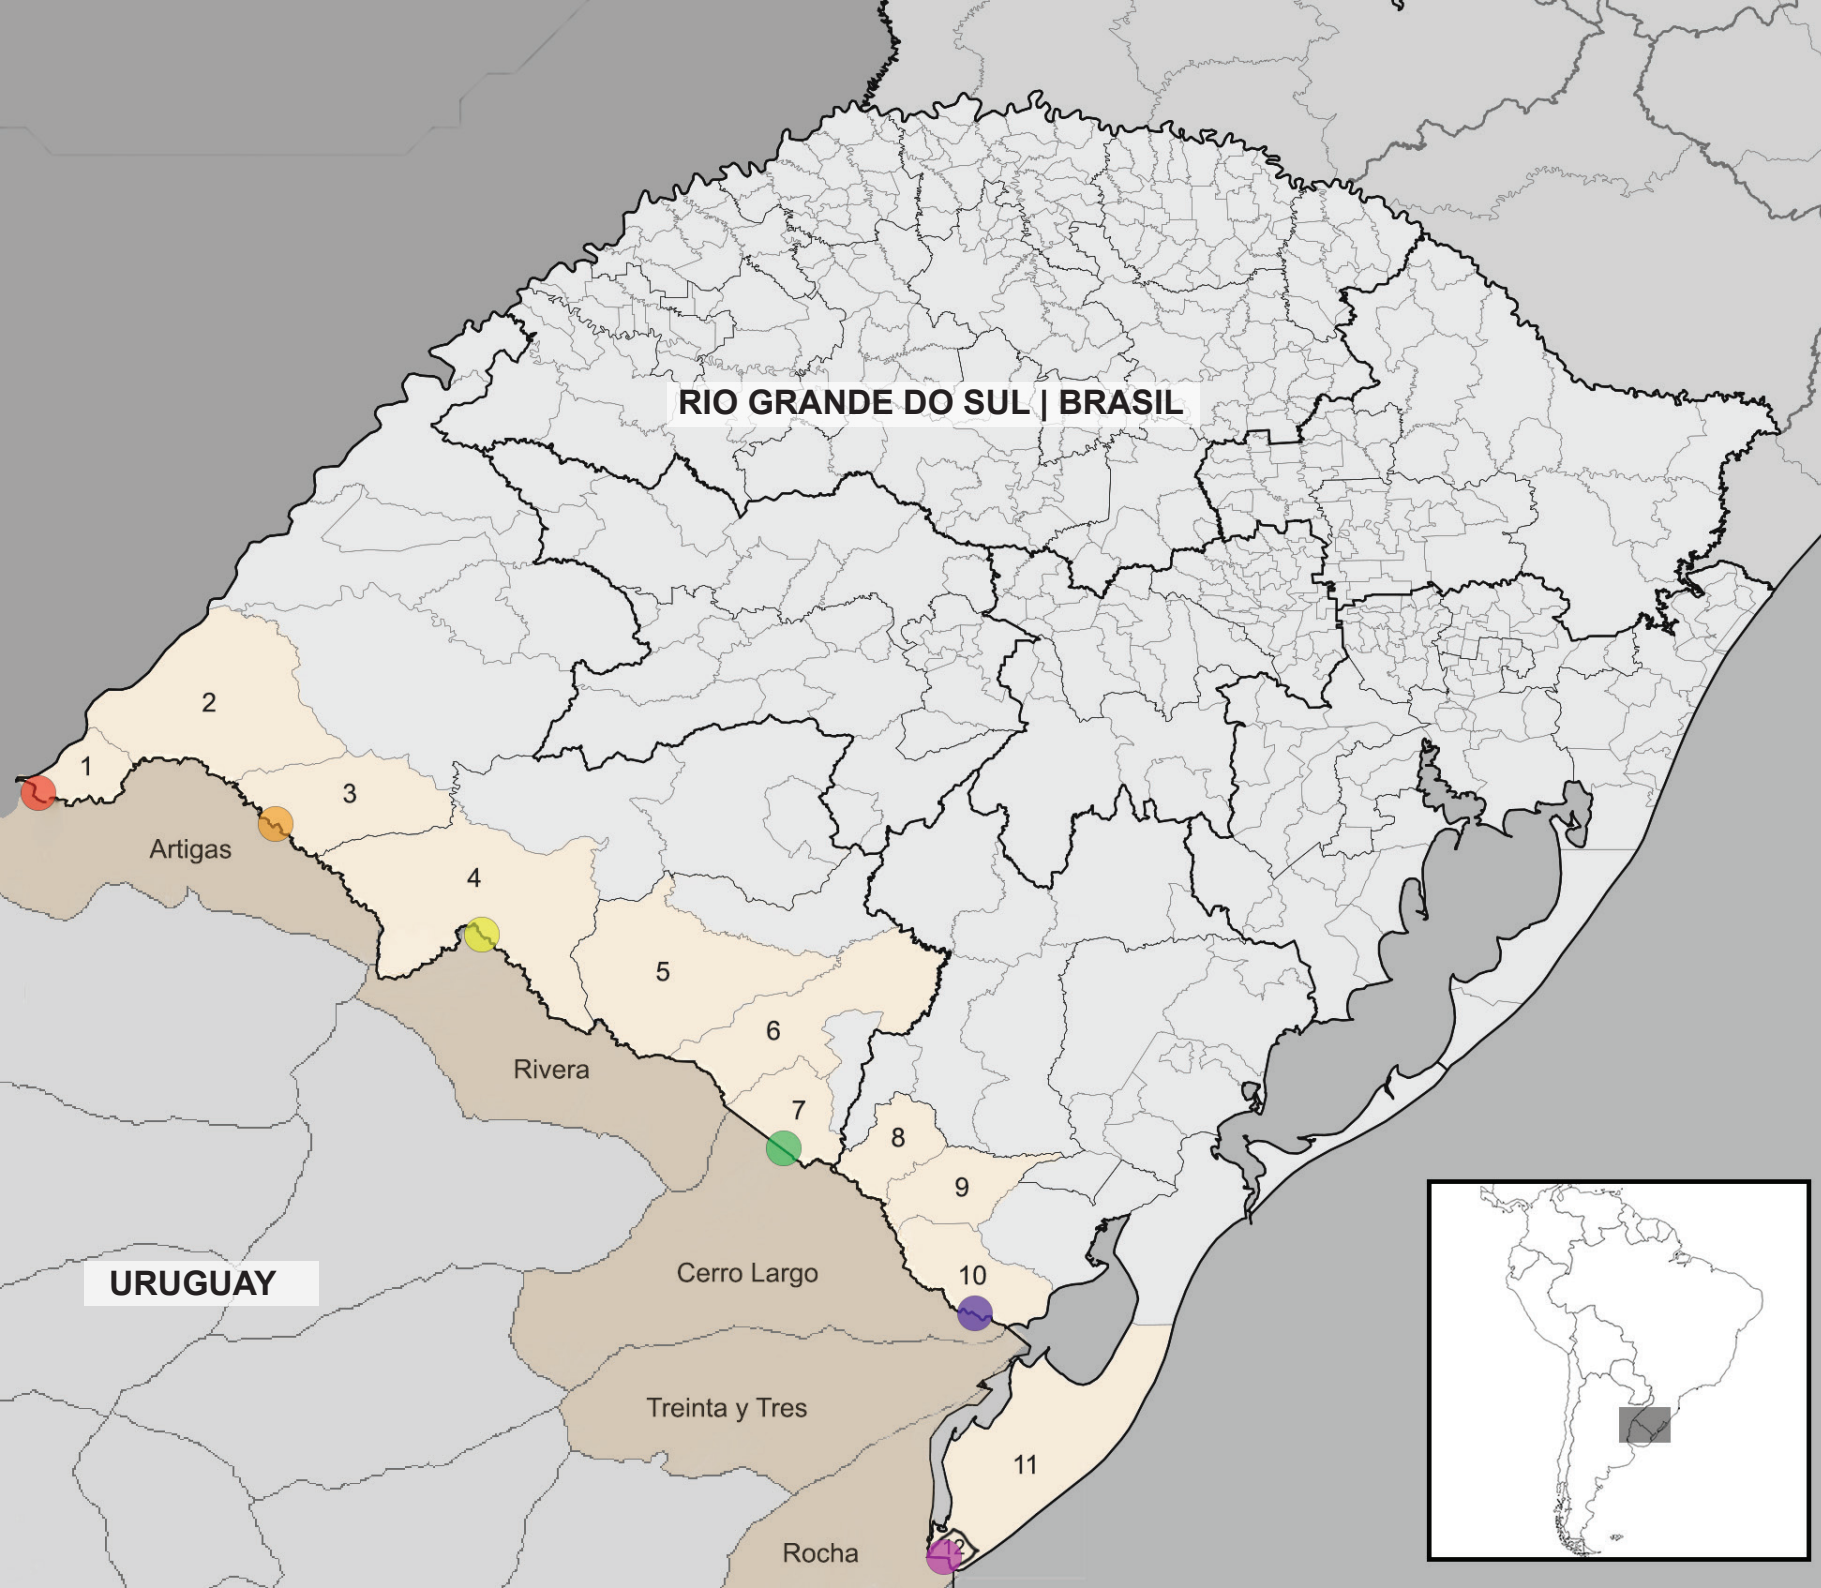 RIO GRANDE DO SUL | BRASIL
2
1
3
Artigas
4
5
6
Rivera
7
8
9
Cerro Largo
10
URUGUAY
Treinta y Tres
11
Rocha
12